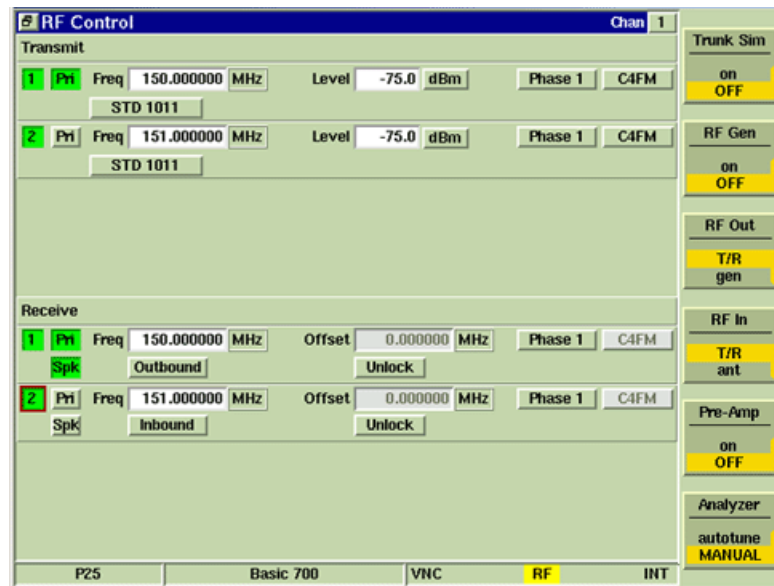 RF Control Chan 1
Transmit
1 Pri Freq 150.000000 MHz Level -75.0 dBm Phase 1 C4FM
STD 1011
2 Pri Freq 151.000000 MHz Level -75.0 dBm Phase 1 C4FM
STD 1011
Receive
1 Pri Freq 150.000000 MHz Offset 0.000000 MHz Phase 1 C4FM
Spk Outbound Unlock
2 Pri Freq 151.000000 MHz Offset 0.000000 MHz Phase 1 C4FM
Spk Inbound Unlock
Trunk Sim
on
OFF
RF Gen
on
OFF
RF Out
T/R
gen
RF In
T/R
ant
Pre-Amp
on
OFF
Analyzer
autotune
MANUAL
P25 Basic 700 VNC RF INT